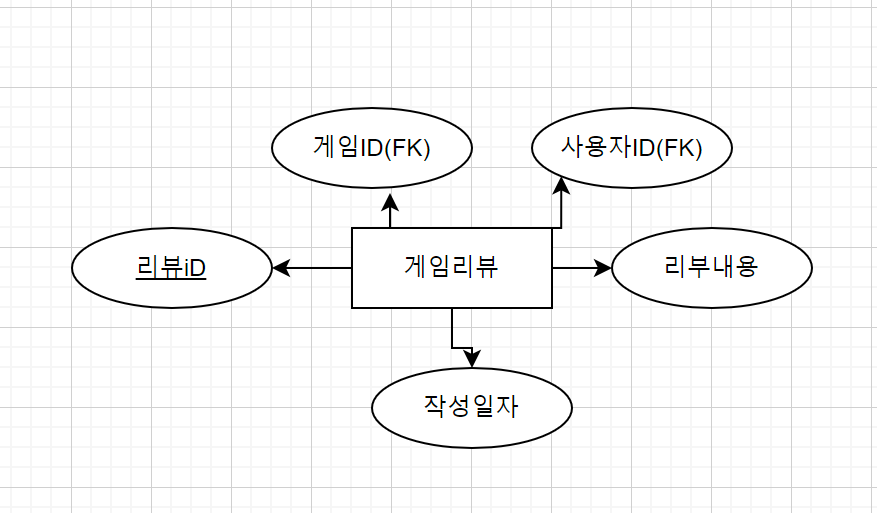 게임ID(FK)
사용자ID(FK)
리뷰iD
게임리뷰
리부내용
작성일자